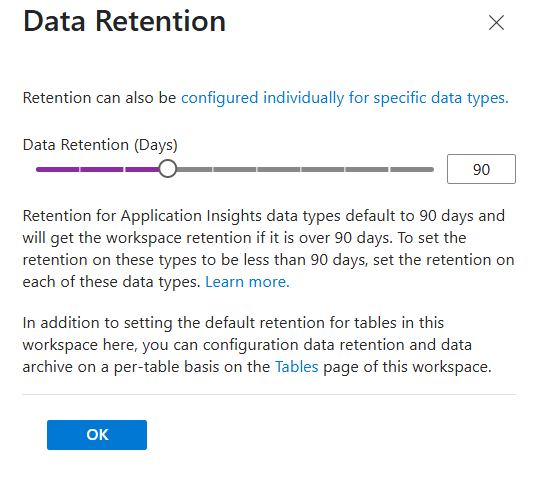 Data Retention
Retention can also be configured individually for specific data types.
Data Retention (Days)
90
Retention for Application Insights data types default to 90 days and
will get the workspace retention if it is over 90 days. To set the
retention on these types to be less than 90 days, set the retention on
each of these data types. Learn more.
In addition to setting the default retention for tables in this
workspace here, you can configuration data retention and data
archive on a per-table basis on the Tables page of this workspace.
OK